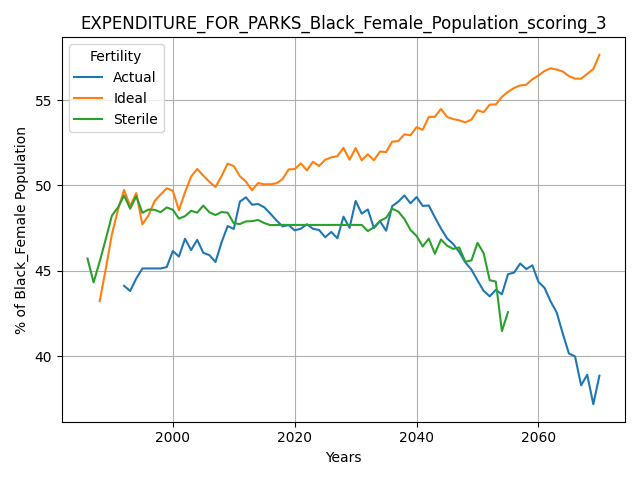 EXPENDITURE_FOR_PARKS_Black_Female_Population_scoring_3
Fertility
Actual
Ideal
Sterile
% of Black_Female Population
55
50
45
40
2000
2020
2040
2060
Years